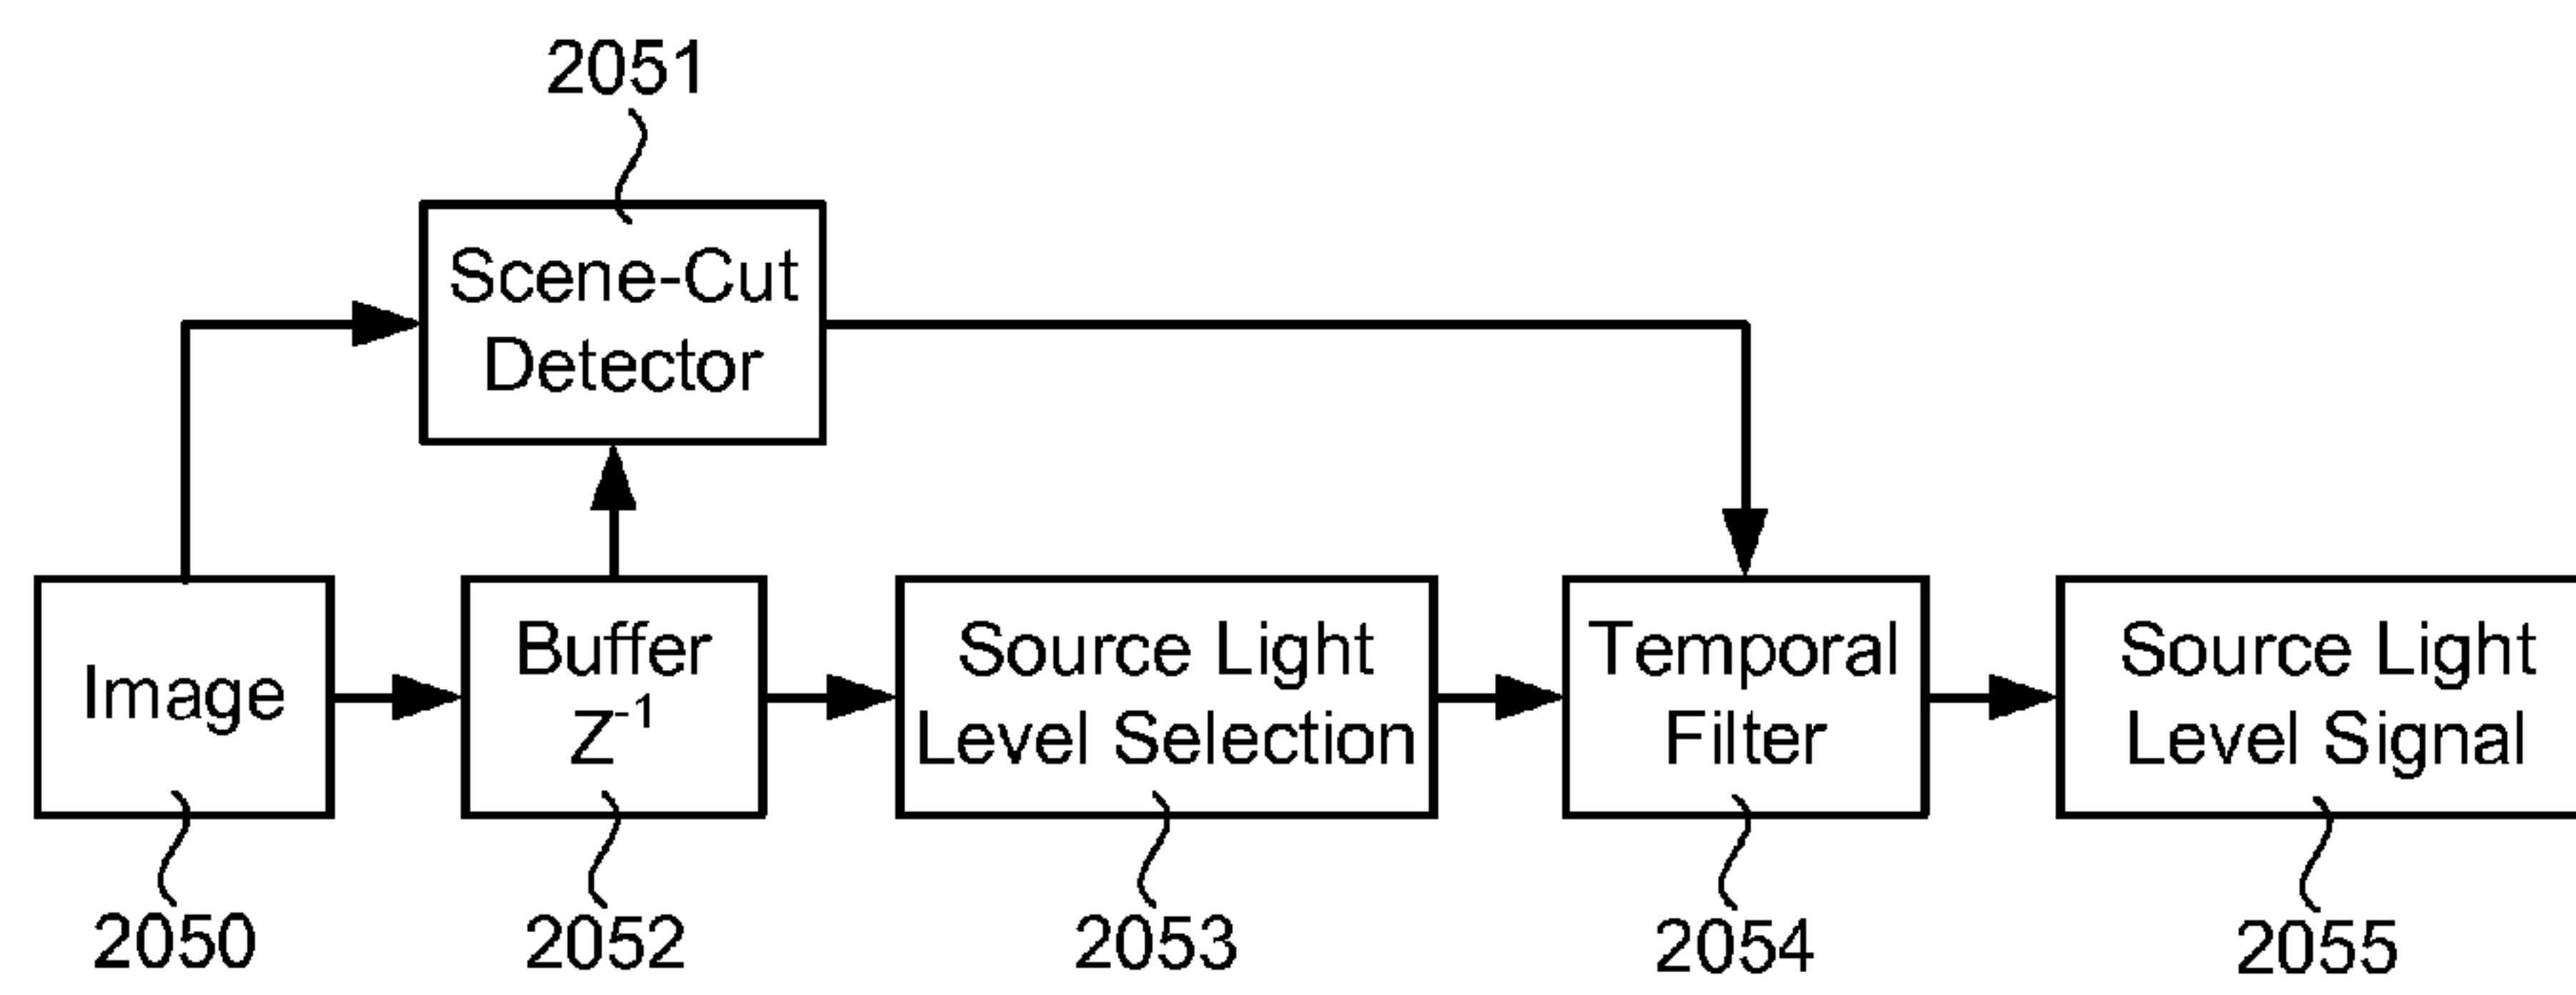 2051
Scene-Cut
Detector
Image
Buffer
Z⁻¹
Source Light
Level Selection
Temporal
Filter
Source Light
Level Signal
2050
2052
2053
2054
2055